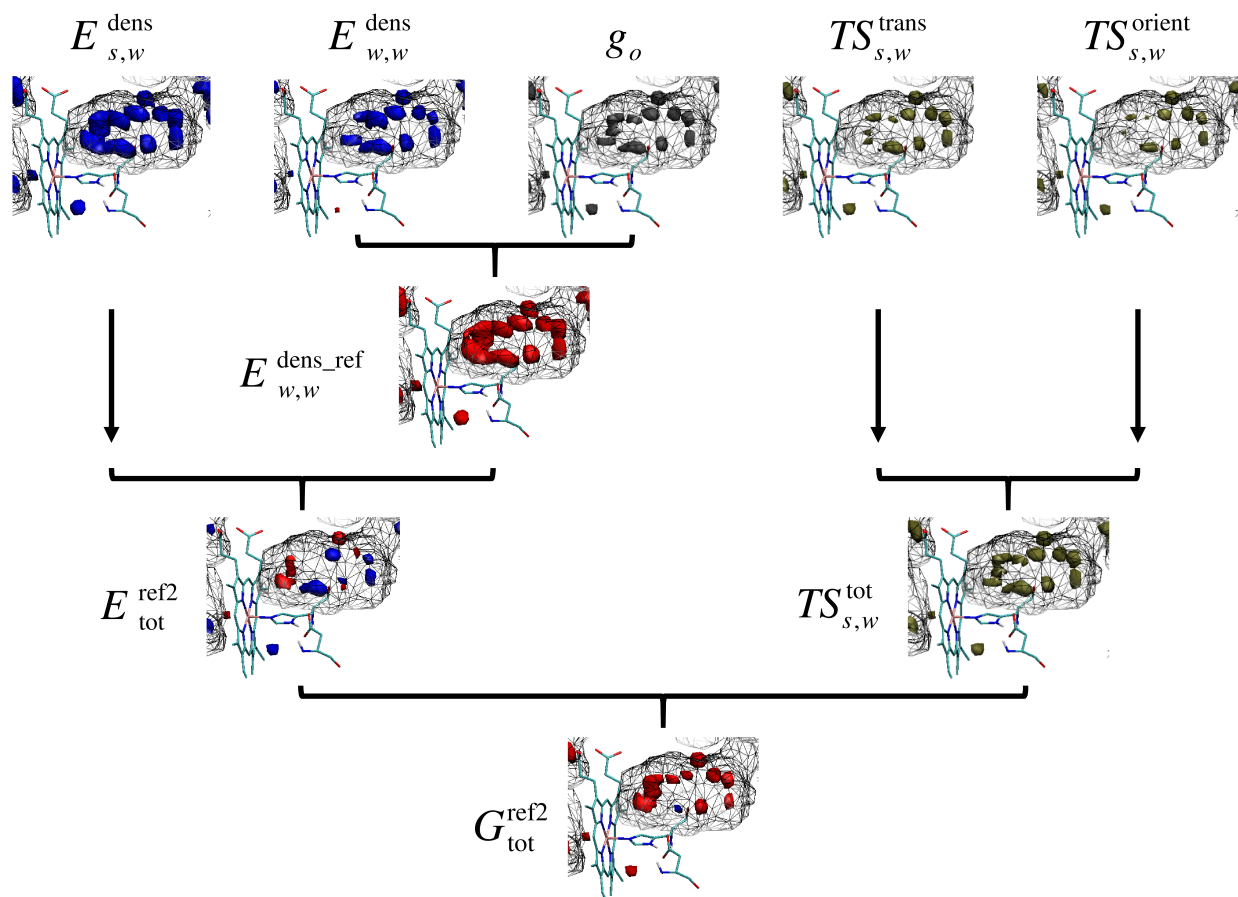 E s,w dens
E w,w dens
g o
TS s,w trans
TS s,w orient
E w,w dens_ref
E tot ref2
TS s,w tot
G tot ref2